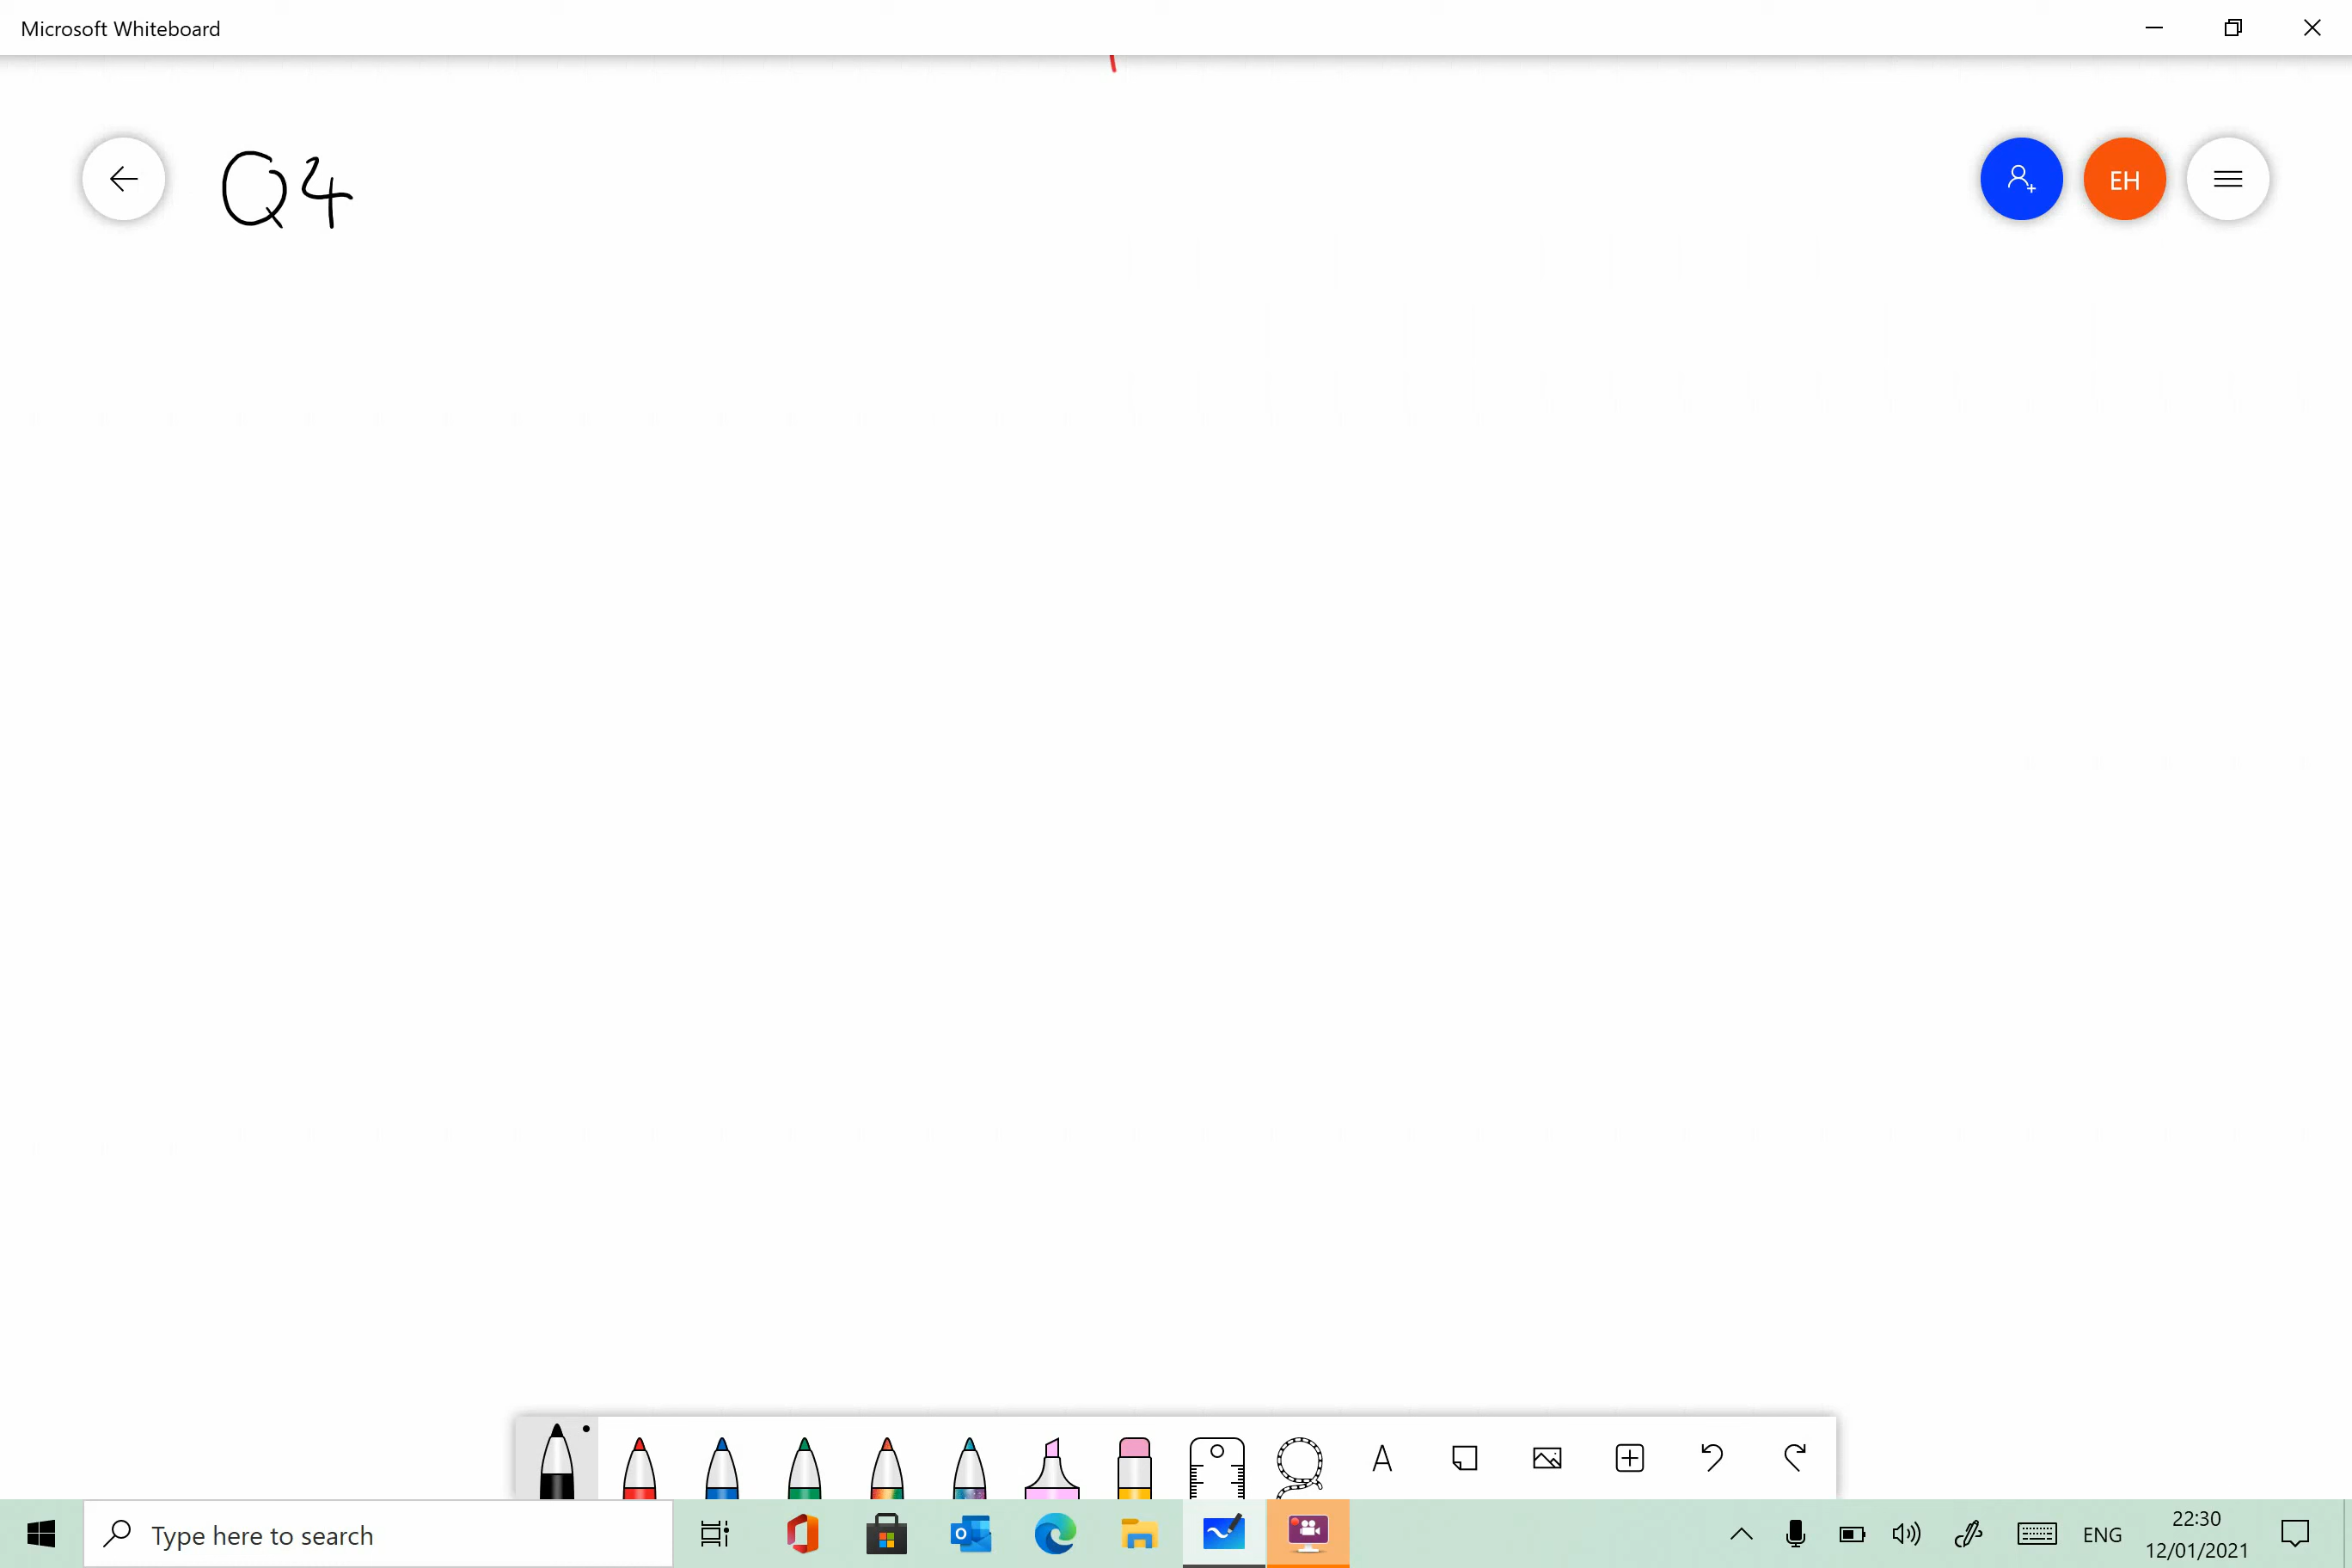 Microsoft Whiteboard
Q4
EH
A
Type here to search
ENG
22:30
12/01/2021